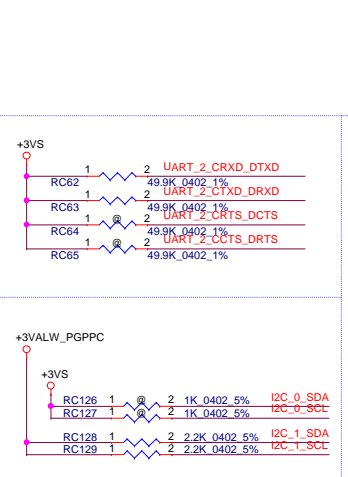 +3VS
1 2 UART_2_CRXD_DTXD
RC62 49.9K_0402_1%
1 2 UART_2_CTXD_DRXD
RC63 49.9K_0402_1%
1 @ 2 UART_2_CRTS_DCTS
RC64 49.9K_0402_1%
1 @ 2 UART_2_CCTS_DRTS
RC65 49.9K_0402_1%
+3VALW_PGPPC
+3VS
RC126 1 @ 2 1K_0402_5% I2C_0_SDA
RC127 1 @ 2 1K_0402_5% I2C_0_SCL
RC128 1 2 2.2K_0402_5% I2C_1_SDA
RC129 1 2 2.2K_0402_5% I2C_1_SCL